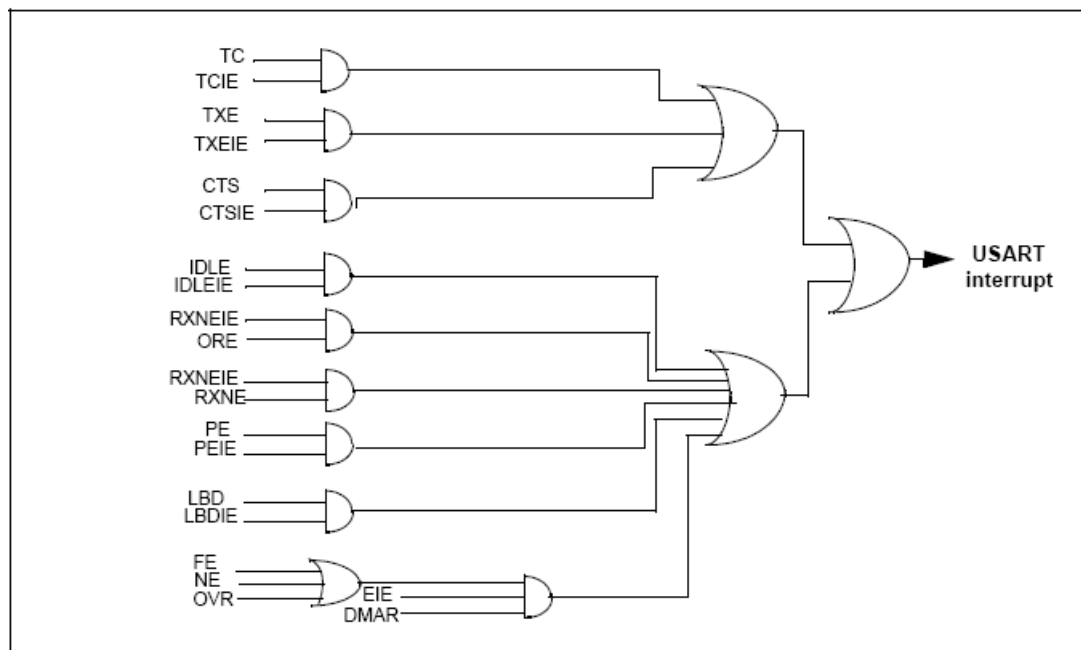 TC
TCIE
TXE
TXEIE
CTS
CTSIE
IDLE
IDLEIE
RXNEIE
ORE
RXNEIE
RXNE
PE
PEIE
LBD
LBDIE
FE
NE
OVR
EIE
DMAR
USART
interrupt